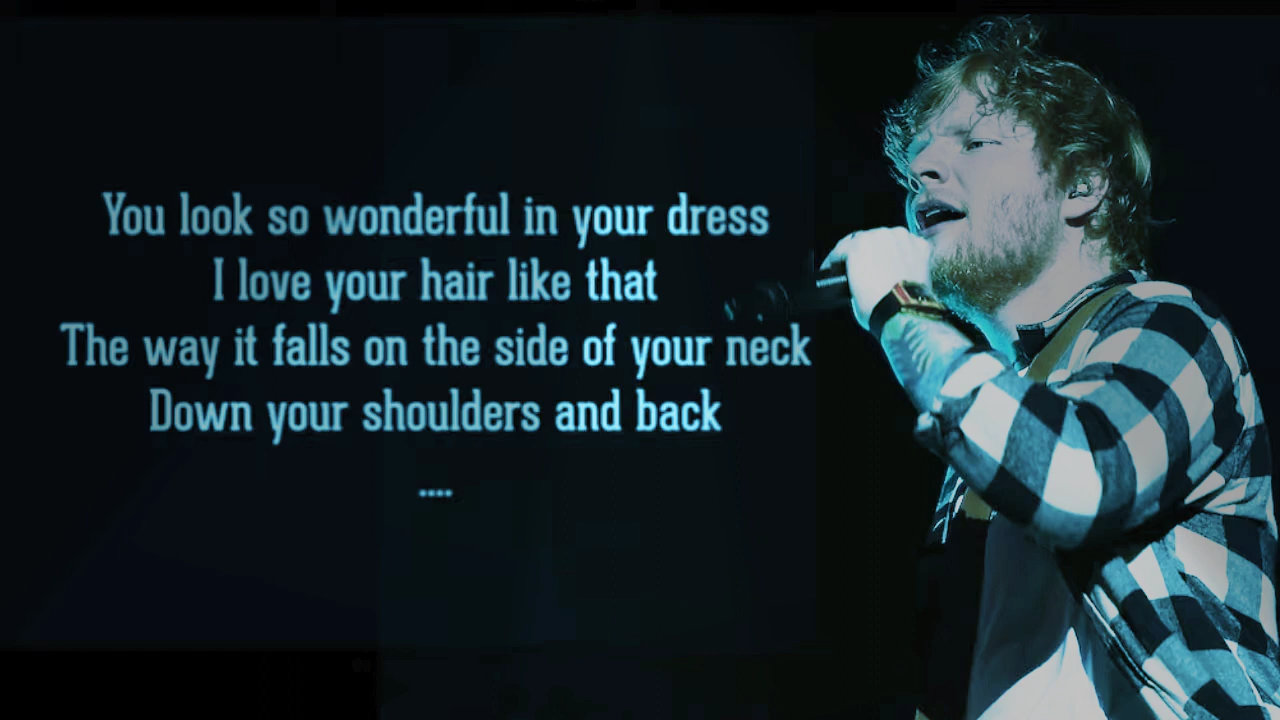 You look so wonderful in your dress
I love your hair like that
The way it falls on the side of your neck
Down your shoulders and back
....